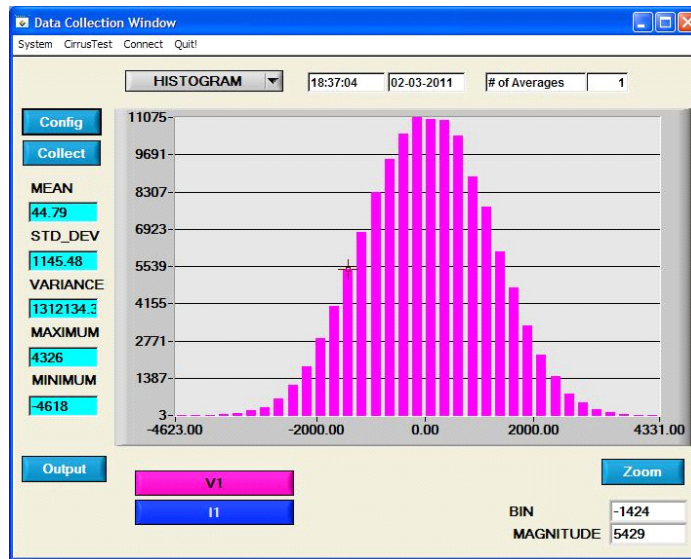 Data Collection Window
System CirrusTest Connect Quit!
HISTOGRAM 18:37:04 02-03-2011 # of Averages 1
Config
Collect
MEAN
44.79
STD_DEV
1145.48
VARIANCE
1312134.3
MAXIMUM
4326
MINIMUM
-4618
11075
9691
8307
6923
5539
4155
2771
1387
3
-4623.00 -2000.00 0.00 2000.00 4331.00
Output
V1
I1
Zoom
BIN -1424
MAGNITUDE 5429